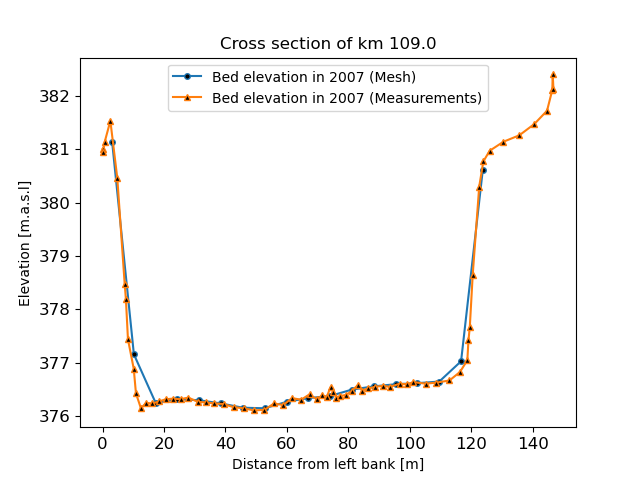 Cross section of km 109.0
Bed elevation in 2007 (Mesh)
Bed elevation in 2007 (Measurements)
Elevation [m.a.s.l]
382
381
380
379
378
377
376
0 20 40 60 80 100 120 140
Distance from left bank [m]